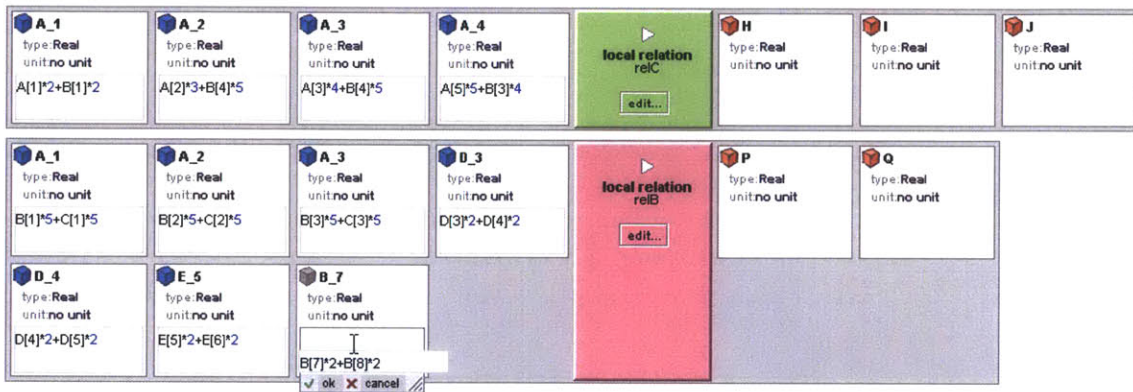 A_1
type:Real
unit:no unit
A[1]*2+B[1]*2
A_2
type:Real
unit:no unit
A[2]*3+B[4]*5
A_3
type:Real
unit:no unit
A[3]*4+B[4]*5
A_4
type:Real
unit:no unit
A[5]*5+B[3]*4
local relation
relC
edit...
H
type:Real
unit:no unit
I
type:Real
unit:no unit
J
type:Real
unit:no unit
A_1
type:Real
unit:no unit
B[1]*5+C[1]*5
A_2
type:Real
unit:no unit
B[2]*5+C[2]*5
A_3
type:Real
unit:no unit
B[3]*5+C[3]*5
D_3
type:Real
unit:no unit
D[3]*2+D[4]*2
local relation
relB
edit...
P
type:Real
unit:no unit
Q
type:Real
unit:no unit
D_4
type:Real
unit:no unit
D[4]*2+D[5]*2
E_5
type:Real
unit:no unit
E[5]*2+E[6]*2
B_7
type:Real
unit:no unit
B[7]*2+B[8]*2
ok cancel